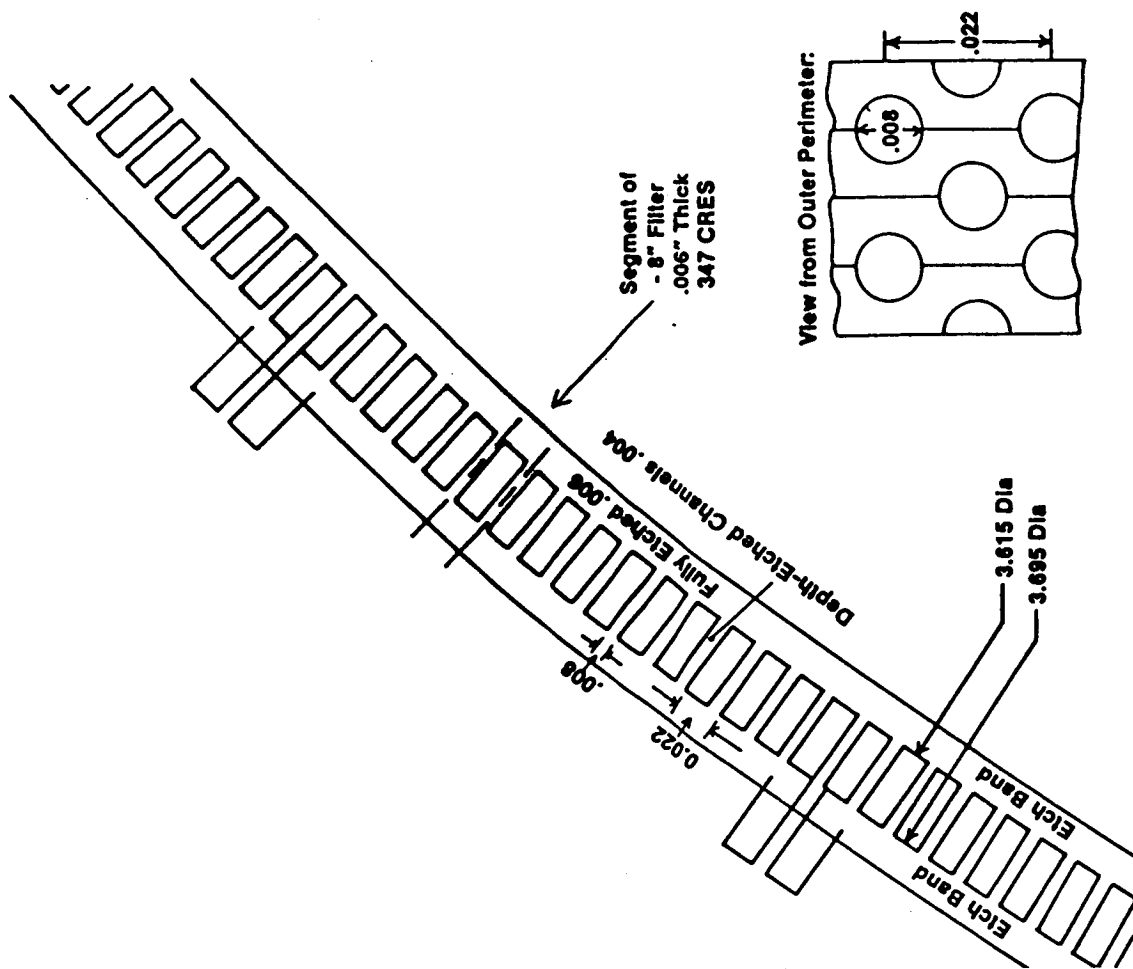 View from Outer Perimeter:
.008
.022
Segment of
- 8" Filter
.006" Thick
347 CRES
Fully Etched .006
Depth-Etched Channels .004
.008
0.022
3.615 Dia
3.695 Dia
Etch Band
Etch Band